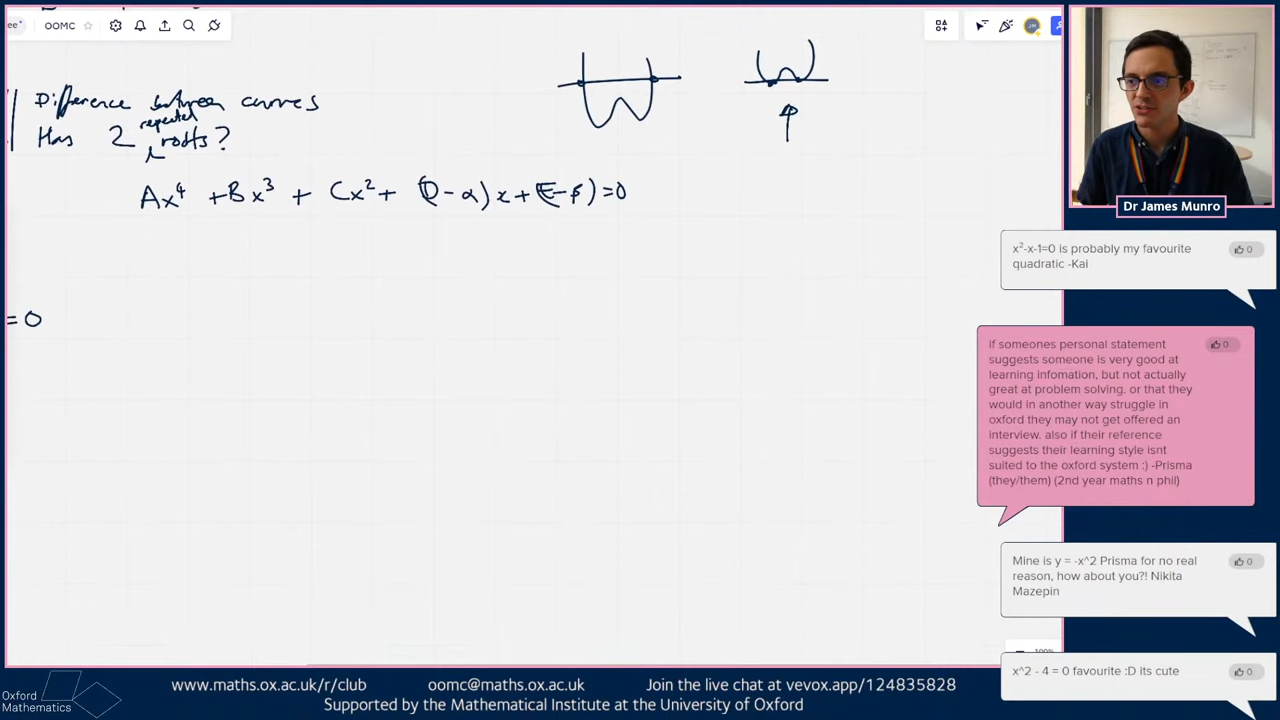 OOMC
Difference between curves
repeated
Has 2 roots?
Ax⁴ + Bx³ + Cx² + (D-α)x + (E-β) = 0
= 0
Dr James Munro
x²-x-1=0 is probably my favourite
quadratic -Kai
0
if someones personal statement
0
suggests someone is very good at
learning infomation, but not actually
great at problem solving. or that they
would in another way struggle in
oxford they may not get offered an
interview. also if their reference
suggests their learning style isnt
suited to the oxford system :) -Prisma
(they/them) (2nd year maths n phil)
Mine is y = -x^2 Prisma for no real
0
reason, how about you?! Nikita
Mazepin
x^2 - 4 = 0 favourite :D its cute
0
Oxford
Mathematics
www.maths.ox.ac.uk/r/club oomc@maths.ox.ac.uk Join the live chat at vevox.app/124835828
Supported by the Mathematical Institute at the University of Oxford